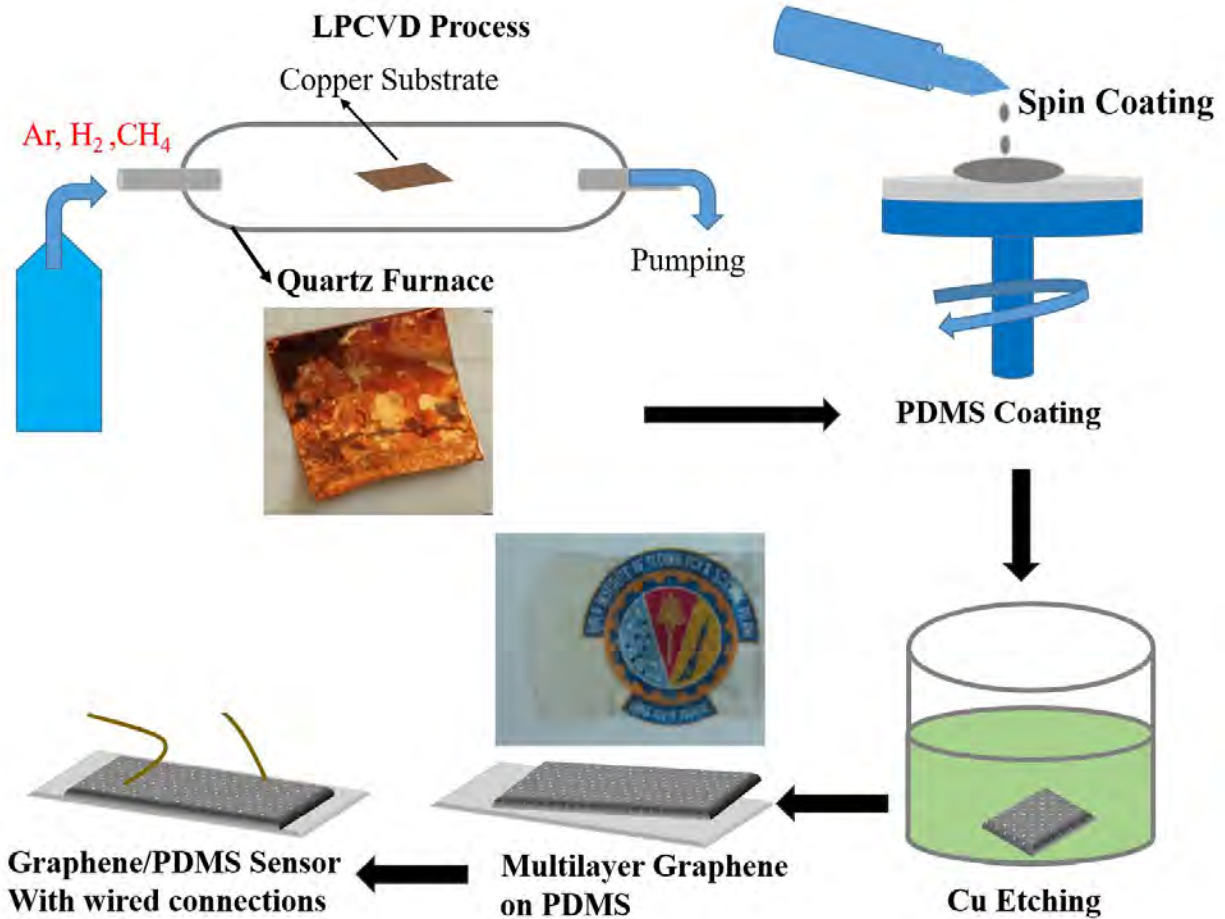 LPCVD Process
Copper Substrate
Ar, H₂ ,CH₄
Quartz Furnace
Pumping
Spin Coating
PDMS Coating
Cu Etching
Multilayer Graphene
on PDMS
Graphene/PDMS Sensor
With wired connections